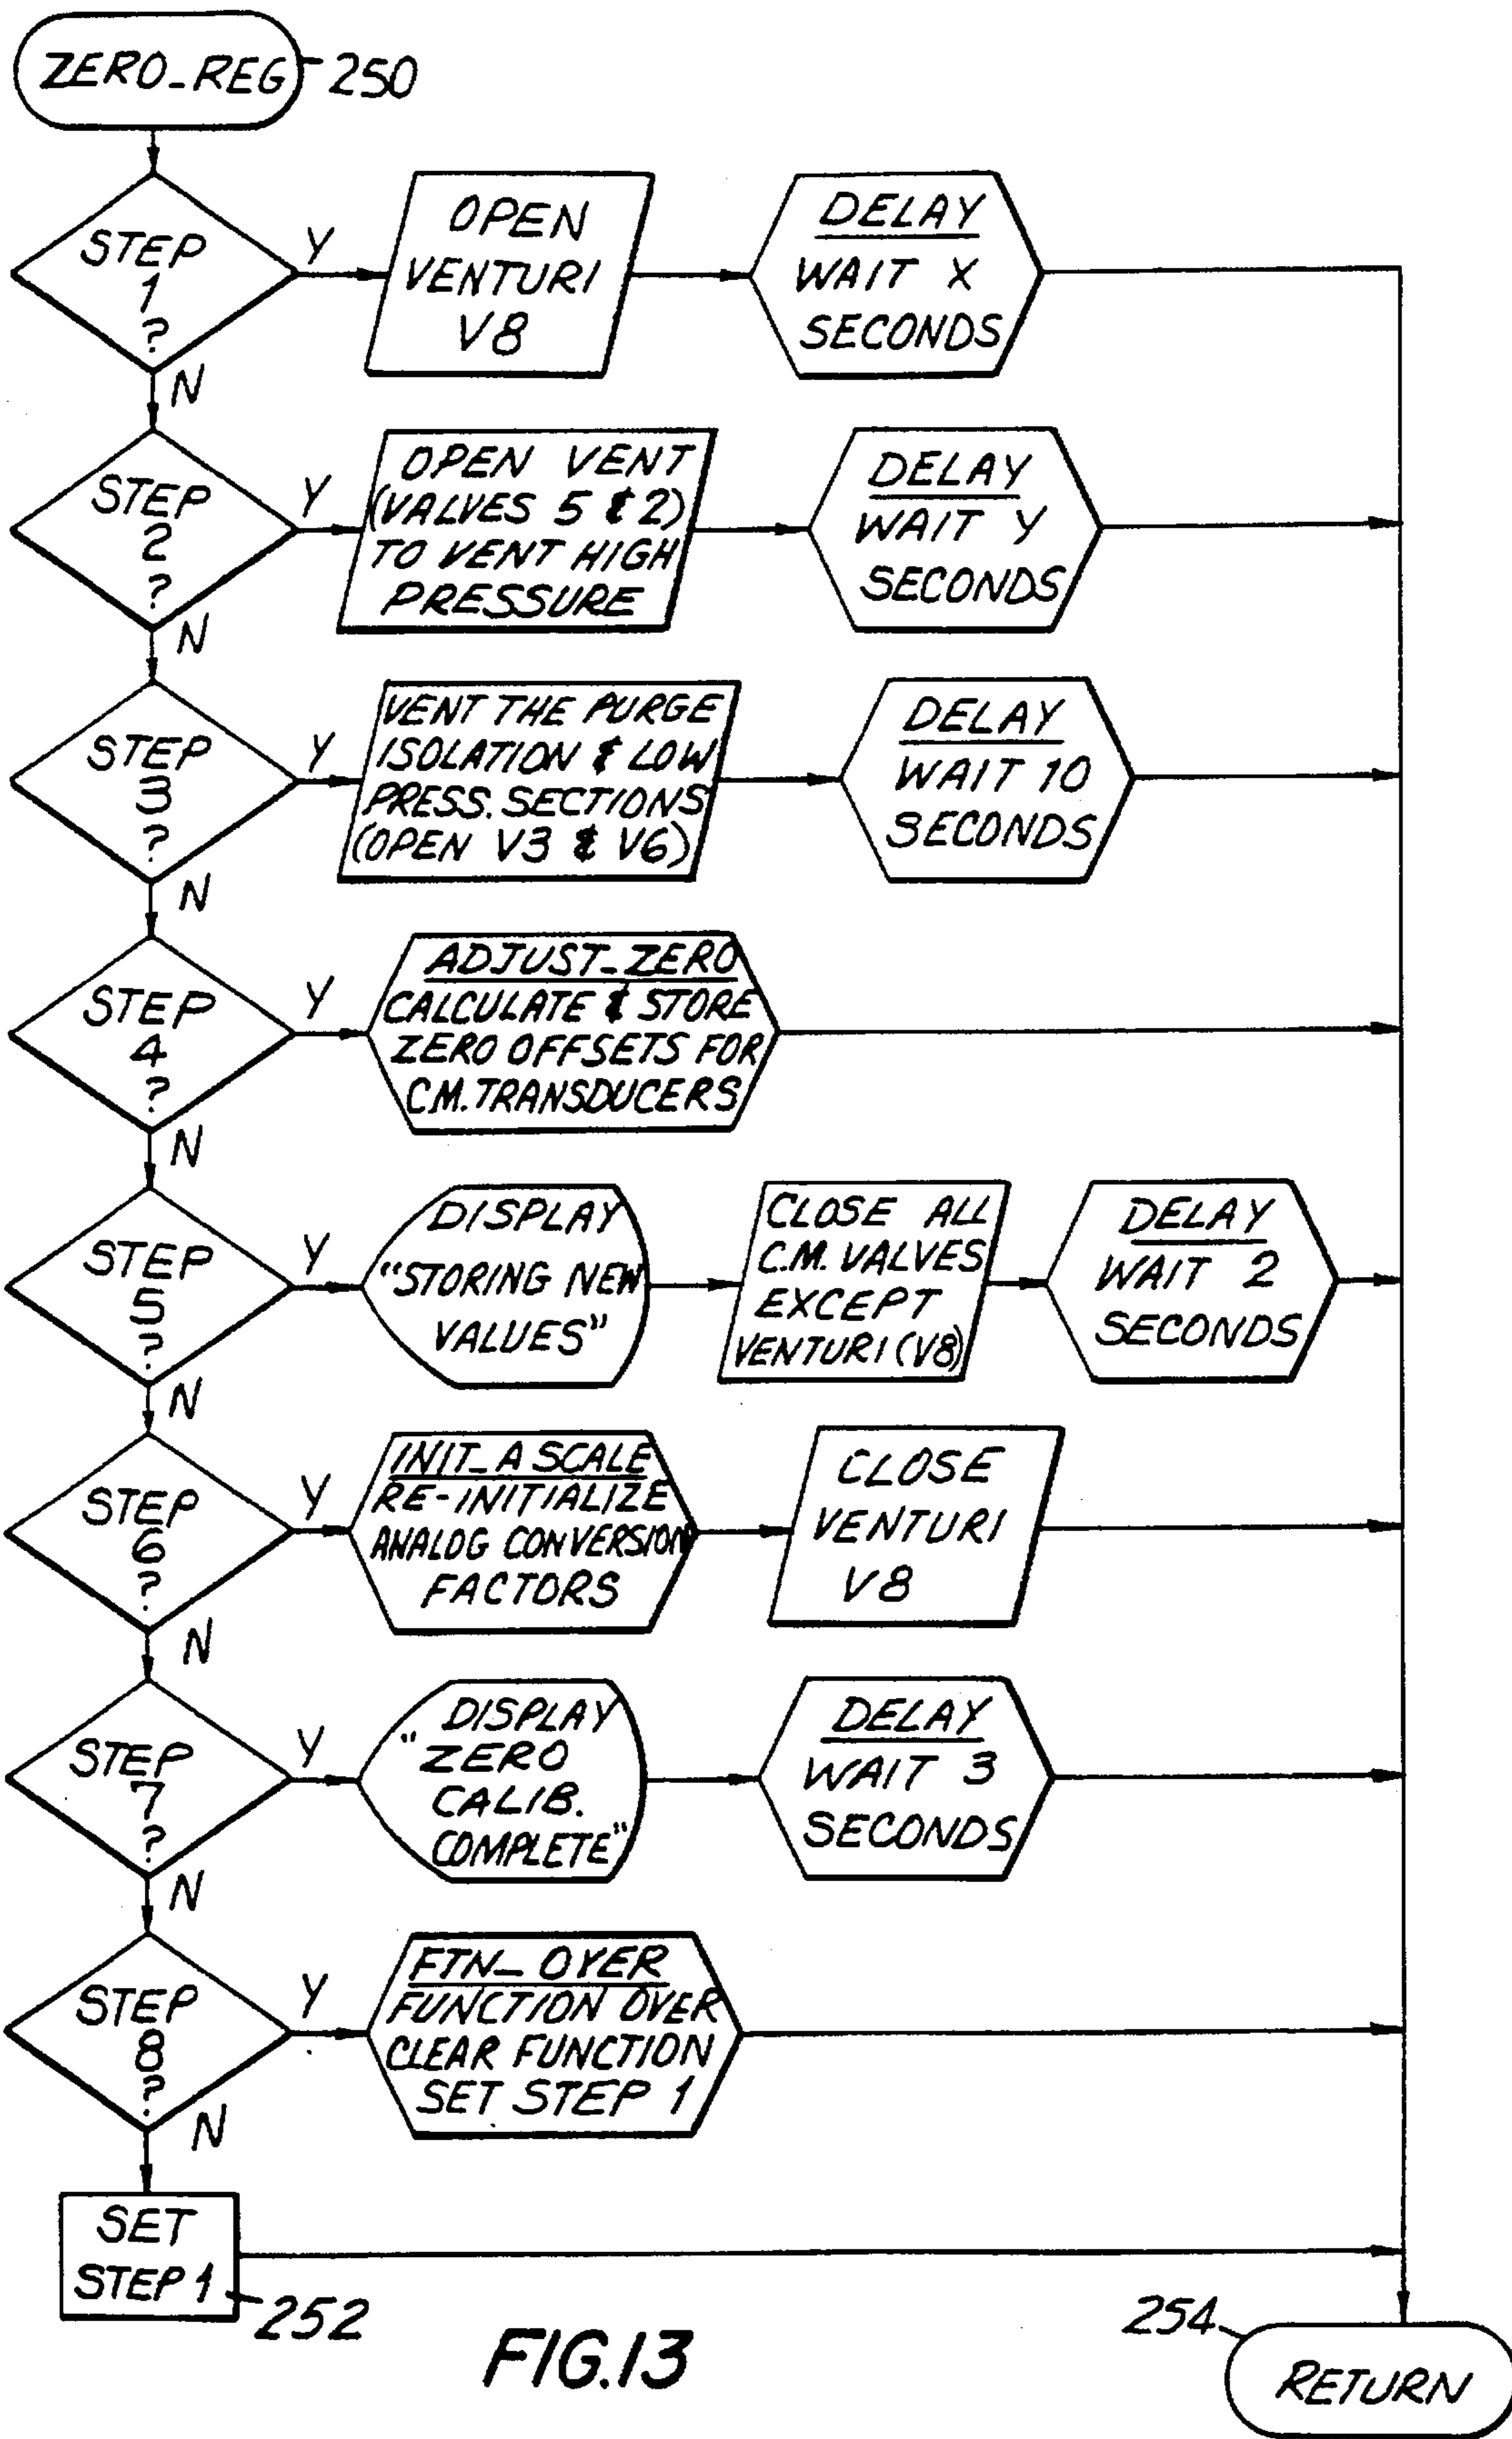 ZERO_REG 250
STEP
1
?
Y
N
OPEN
VENTURI
V8
DELAY
WAIT X
SECONDS
STEP
2
?
Y
N
OPEN VENT
(VALVES 5 & 2)
TO VENT HIGH
PRESSURE
DELAY
WAIT Y
SECONDS
STEP
3
?
Y
N
VENT THE PURGE
ISOLATION & LOW
PRESS. SECTIONS
(OPEN V3 & V6)
DELAY
WAIT 10
SECONDS
STEP
4
?
Y
N
ADJUST_ZERO
CALCULATE & STORE
ZERO OFFSETS FOR
C.M. TRANSDUCERS
STEP
5
?
Y
N
DISPLAY
"STORING NEW
VALUES"
CLOSE ALL
C.M. VALVES
EXCEPT
VENTURI (V8)
DELAY
WAIT 2
SECONDS
STEP
6
?
Y
N
INIT_A SCALE
RE-INITIALIZE
ANALOG CONVERSION
FACTORS
CLOSE
VENTURI
V8
STEP
7
?
Y
N
DISPLAY
"ZERO
CALIB.
COMPLETE"
DELAY
WAIT 3
SECONDS
STEP
8
?
Y
N
FTN_OVER
FUNCTION OVER
CLEAR FUNCTION
SET STEP 1
SET
STEP 1
252
FIG.13
254
RETURN